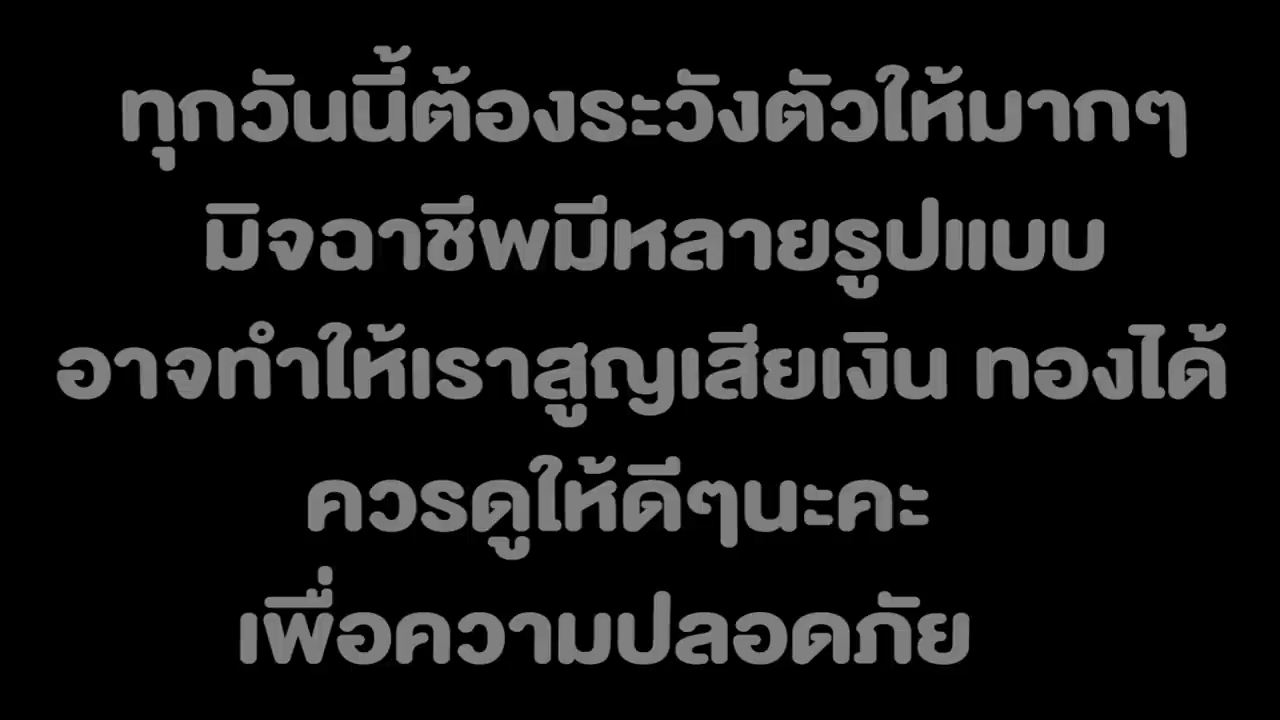 ทุกวันนี้ต้องระวังตัวให้มากๆ
มิจฉาชีพมีหลายรูปแบบ
อาจทำให้เราสูญเสียเงิน ทองได้
ควรดูให้ดีๆนะคะ
เพื่อความปลอดภัย